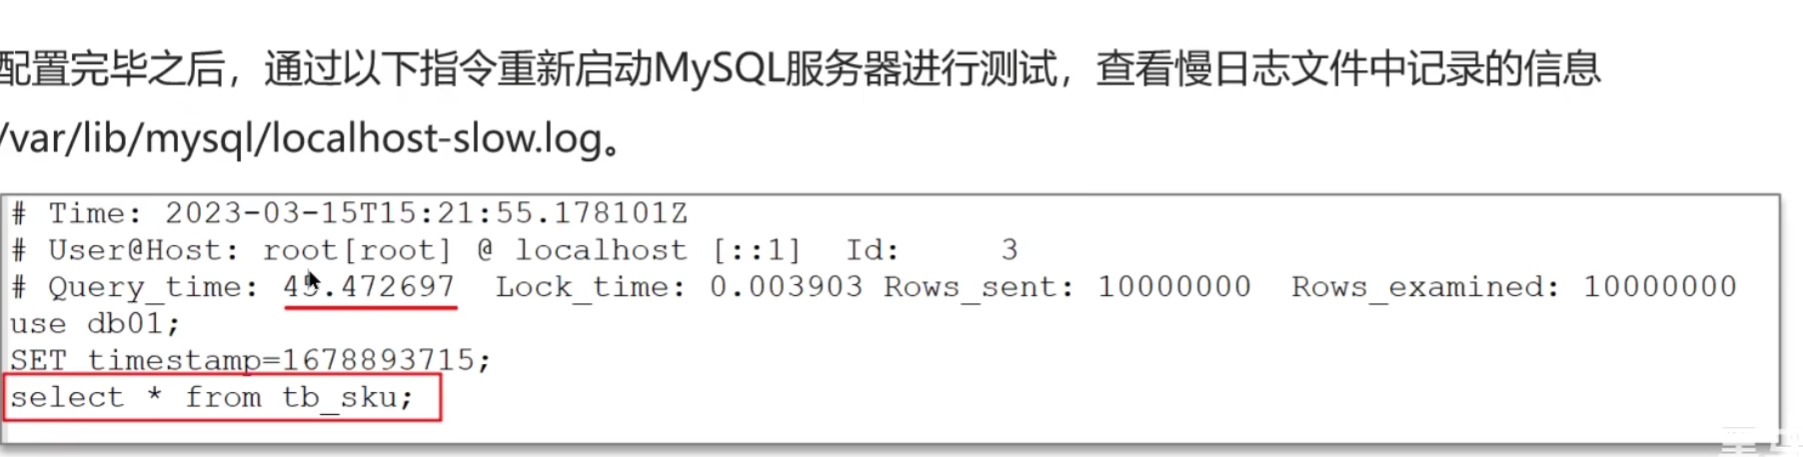 配置完毕之后，通过以下指令重新启动MySQL服务器进行测试，查看慢日志文件中记录的信息
/var/lib/mysql/localhost-slow.log。
# Time: 2023-03-15T15:21:55.178101Z
# User@Host: root[root] @ localhost [::1]  Id:     3
# Query_time:   Lock_time: 0.003903 Rows_sent: 10000000  Rows_examined: 10000000
use db01;
SET timestamp=1678893715;
select * from tb_sku;